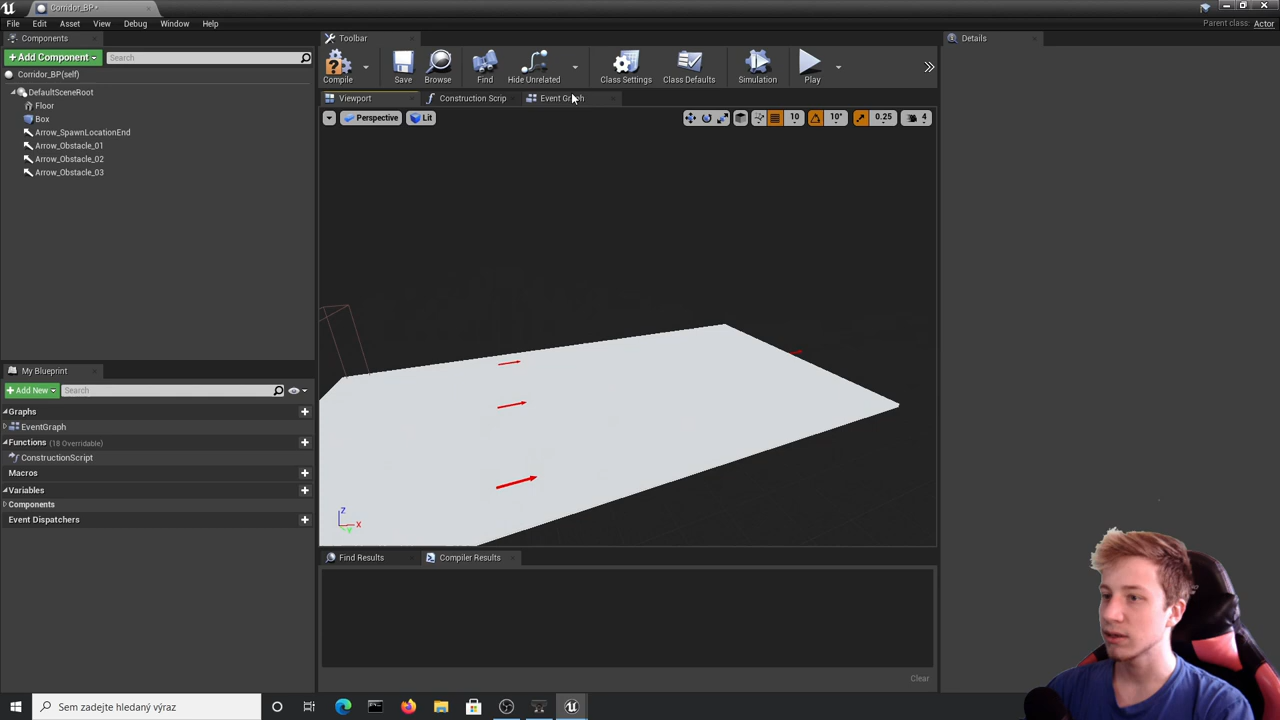 Corridor_BP*
File Edit Asset View Debug Window Help
Parent class: Actor
Components
Toolbar
Details
+Add Component
Search
Corridor_BP(self)
DefaultSceneRoot
Floor
Box
Arrow_SpawnLocationEnd
Arrow_Obstacle_01
Arrow_Obstacle_02
Arrow_Obstacle_03
Compile
Save
Browse
Find
Hide Unrelated
Class Settings
Class Defaults
Simulation
Play
Viewport
Construction Scrip
Event Graph
Perspective
Lit
10
10°
0.25
4
Z
X
Y
My Blueprint
+Add New
Search
Graphs
EventGraph
Functions (18 Overridable)
ConstructionScript
Macros
Variables
Components
Event Dispatchers
Find Results
Compiler Results
Clear
Sem zadejte hledaný výraz